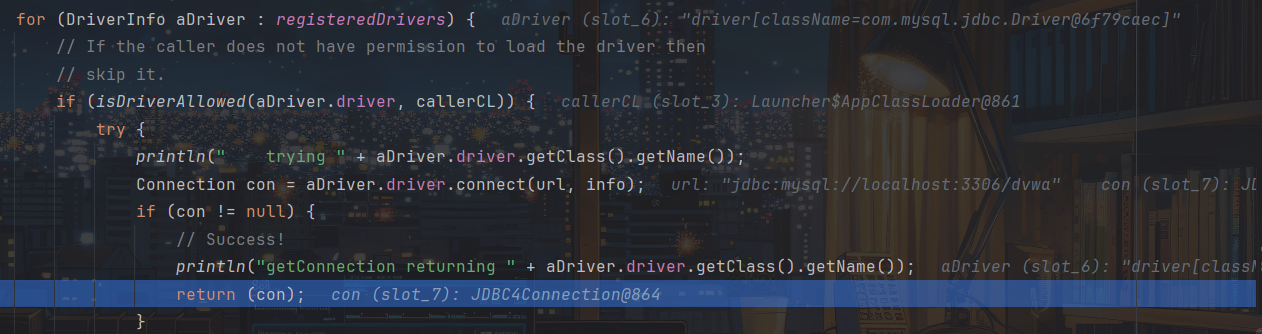 for (DriverInfo aDriver : registeredDrivers) {   aDriver (slot_6): "driver[className=com.mysql.jdbc.Driver@6f79caec]"
    // If the caller does not have permission to load the driver then
    // skip it.
    if (isDriverAllowed(aDriver.driver, callerCL)) {   callerCL (slot_3): Launcher$AppClassLoader@861
        try {
            println("    trying " + aDriver.driver.getClass().getName());
            Connection con = aDriver.driver.connect(url, info);   url: "jdbc:mysql://localhost:3306/dvwa"    con (slot_7): JD
            if (con != null) {
                // Success!
                println("getConnection returning " + aDriver.driver.getClass().getName());   aDriver (slot_6): "driver[classN
                return (con);   con (slot_7): JDBC4Connection@864
            }